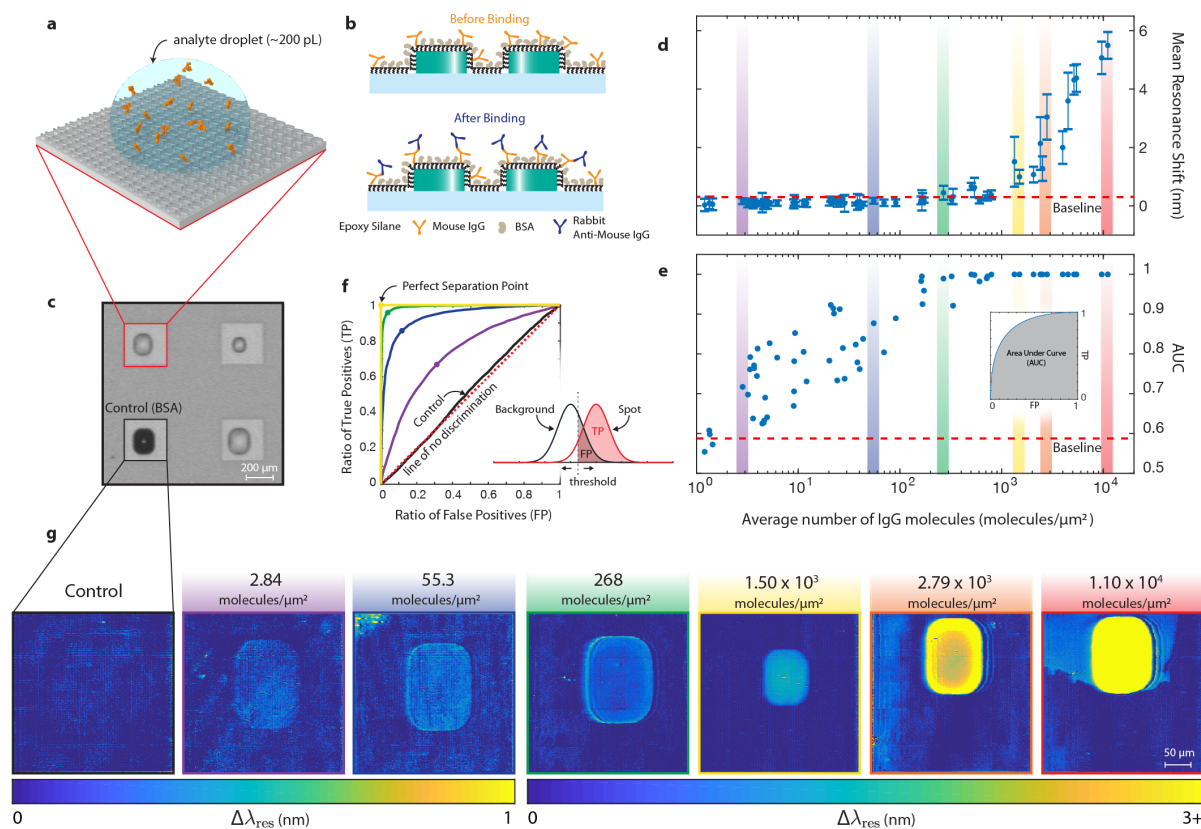 a
analyte droplet (~200 pL)
b
Before Binding
After Binding
Epoxy Silane
Mouse IgG
BSA
Rabbit
Anti-Mouse IgG
c
Control (BSA)
200 μm
d
6
4
2
0
Mean Resonance Shift (nm)
Baseline
e
1
0.9
0.8
0.7
0.6
0.5
AUC
Baseline
Area Under Curve
(AUC)
1
TP
0
FP
1
10⁰
10¹
10²
10³
10⁴
Average number of IgG molecules (molecules/μm²)
f
Perfect Separation Point
1
0.8
0.6
0.4
0.2
0
Ratio of True Positives (TP)
Control
line of no discrimination
0
0.2
0.4
0.6
0.8
1
Ratio of False Positives (FP)
Background
Spot
TP
FP
threshold
g
Control
2.84
molecules/μm²
55.3
molecules/μm²
268
molecules/μm²
1.50 x 10³
molecules/μm²
2.79 x 10³
molecules/μm²
1.10 x 10⁴
molecules/μm²
50 μm
0
Δλres (nm)
1
0
Δλres (nm)
3+